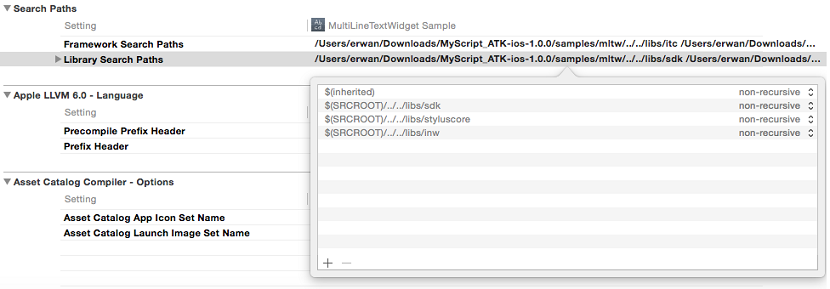 Search Paths
Setting MultiLineTextWidget Sample
Framework Search Paths /Users/erwan/Downloads/MyScript_ATK-ios-1.0.0/samples/mltw/../../libs/itc /Users/erwan/Downloads/...
Library Search Paths /Users/erwan/Downloads/MyScript_ATK-ios-1.0.0/samples/mltw/../../libs/sdk /Users/erwan/Downloads/...
$(inherited) non-recursive
Apple LLVM 6.0 - Language
$(SRCROOT)/../../libs/sdk non-recursive
Setting
$(SRCROOT)/../../libs/styluscore non-recursive
Precompile Prefix Header
$(SRCROOT)/../../libs/inw non-recursive
Prefix Header
Asset Catalog Compiler - Options
Setting
Asset Catalog App Icon Set Name
Asset Catalog Launch Image Set Name